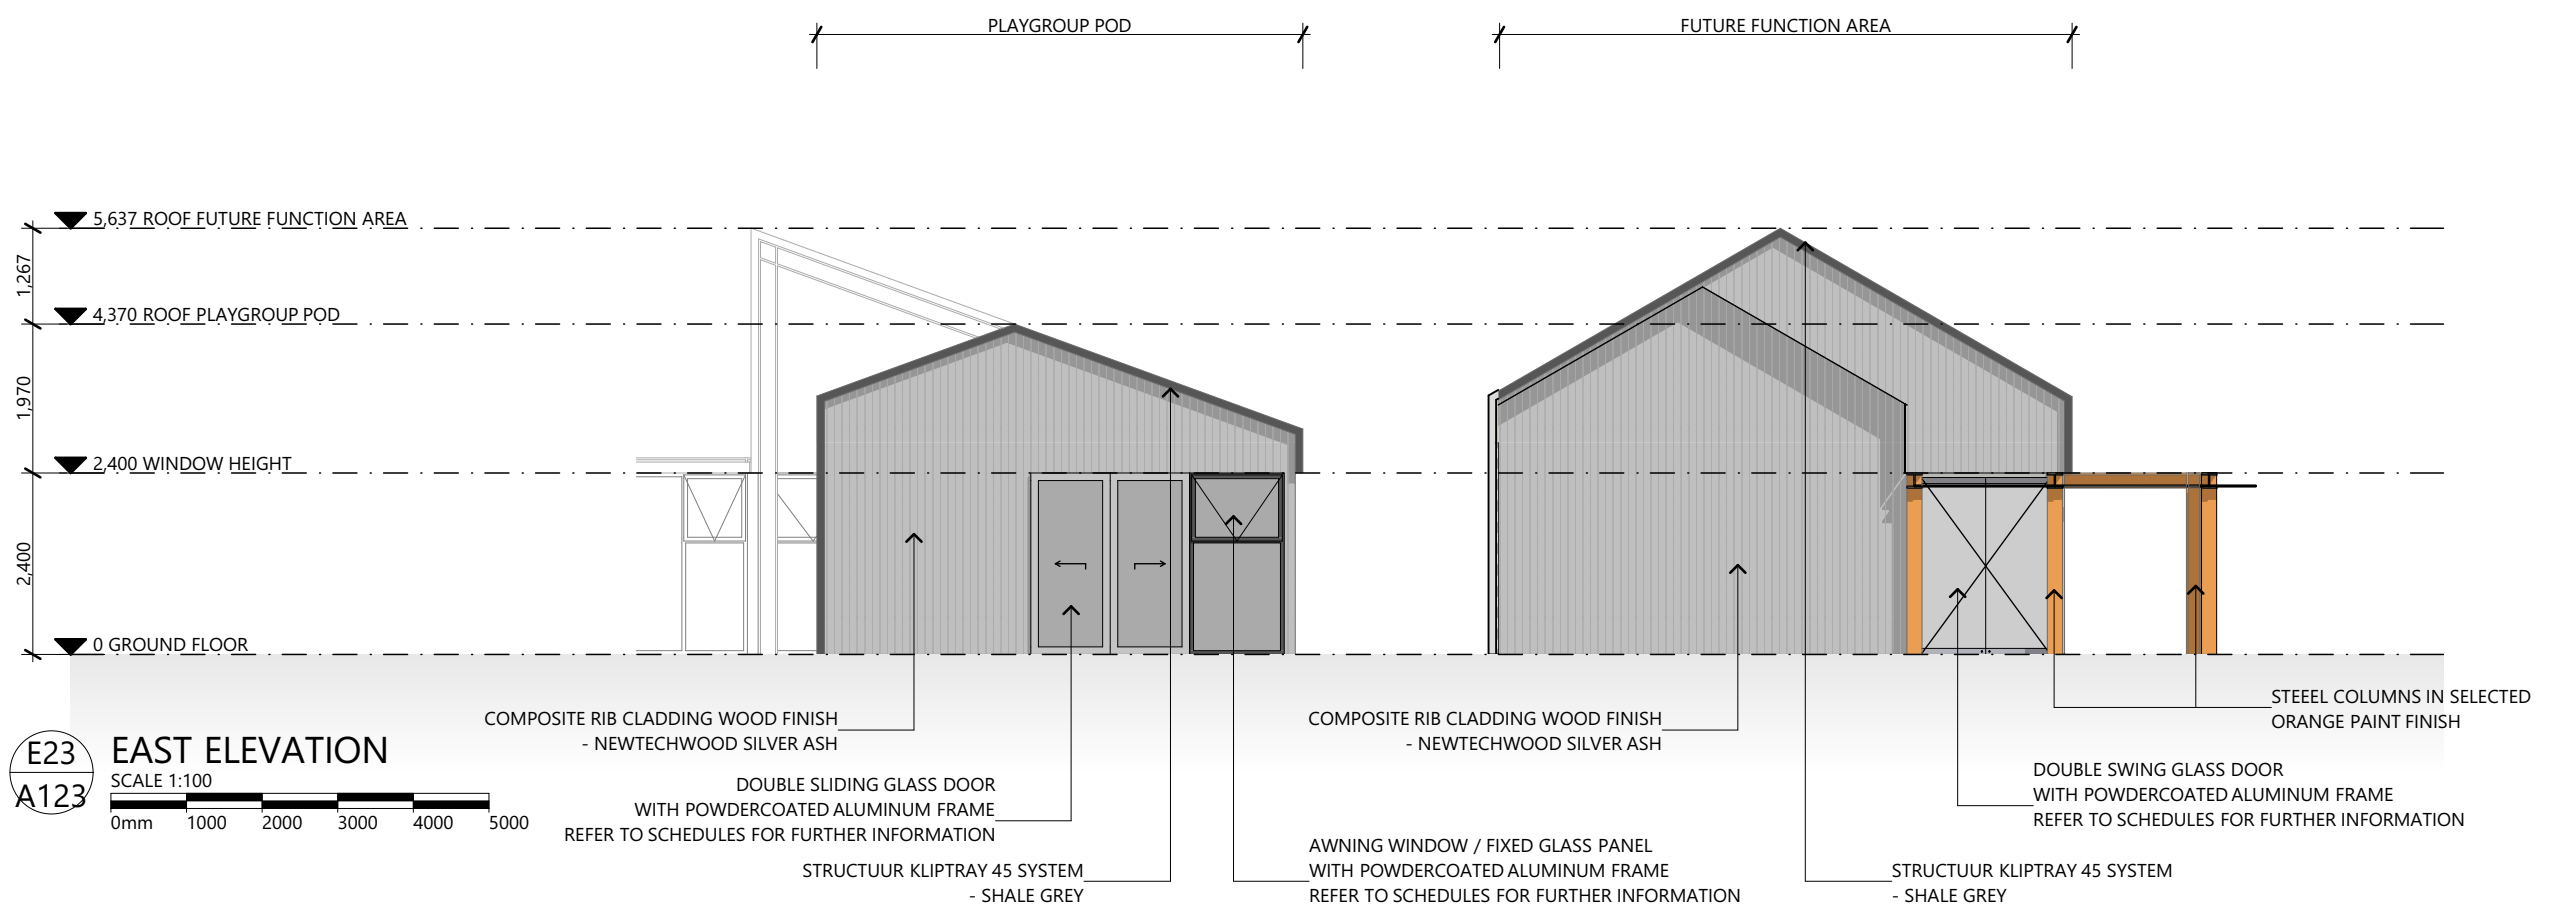 PLAYGROUP POD
FUTURE FUNCTION AREA
5,637 ROOF FUTURE FUNCTION AREA
1,267
4,370 ROOF PLAYGROUP POD
1,970
2,400 WINDOW HEIGHT
2,400
0 GROUND FLOOR
COMPOSITE RIB CLADDING WOOD FINISH
- NEWTECHWOOD SILVER ASH
DOUBLE SLIDING GLASS DOOR
WITH POWDERCOATED ALUMINUM FRAME
REFER TO SCHEDULES FOR FURTHER INFORMATION
STRUCTUUR KLIPTRAY 45 SYSTEM
- SHALE GREY
COMPOSITE RIB CLADDING WOOD FINISH
- NEWTECHWOOD SILVER ASH
AWNING WINDOW / FIXED GLASS PANEL
WITH POWDERCOATED ALUMINUM FRAME
REFER TO SCHEDULES FOR FURTHER INFORMATION
STEEEL COLUMNS IN SELECTED
ORANGE PAINT FINISH
DOUBLE SWING GLASS DOOR
WITH POWDERCOATED ALUMINUM FRAME
REFER TO SCHEDULES FOR FURTHER INFORMATION
STRUCTUUR KLIPTRAY 45 SYSTEM
- SHALE GREY
E23
A123
EAST ELEVATION
SCALE 1:100
0mm 1000 2000 3000 4000 5000